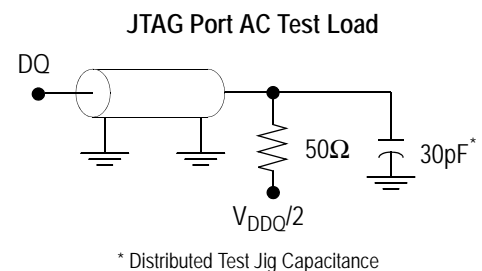 JTAG Port AC Test Load
DQ
50Ω
30pF*
VDDQ/2
* Distributed Test Jig Capacitance